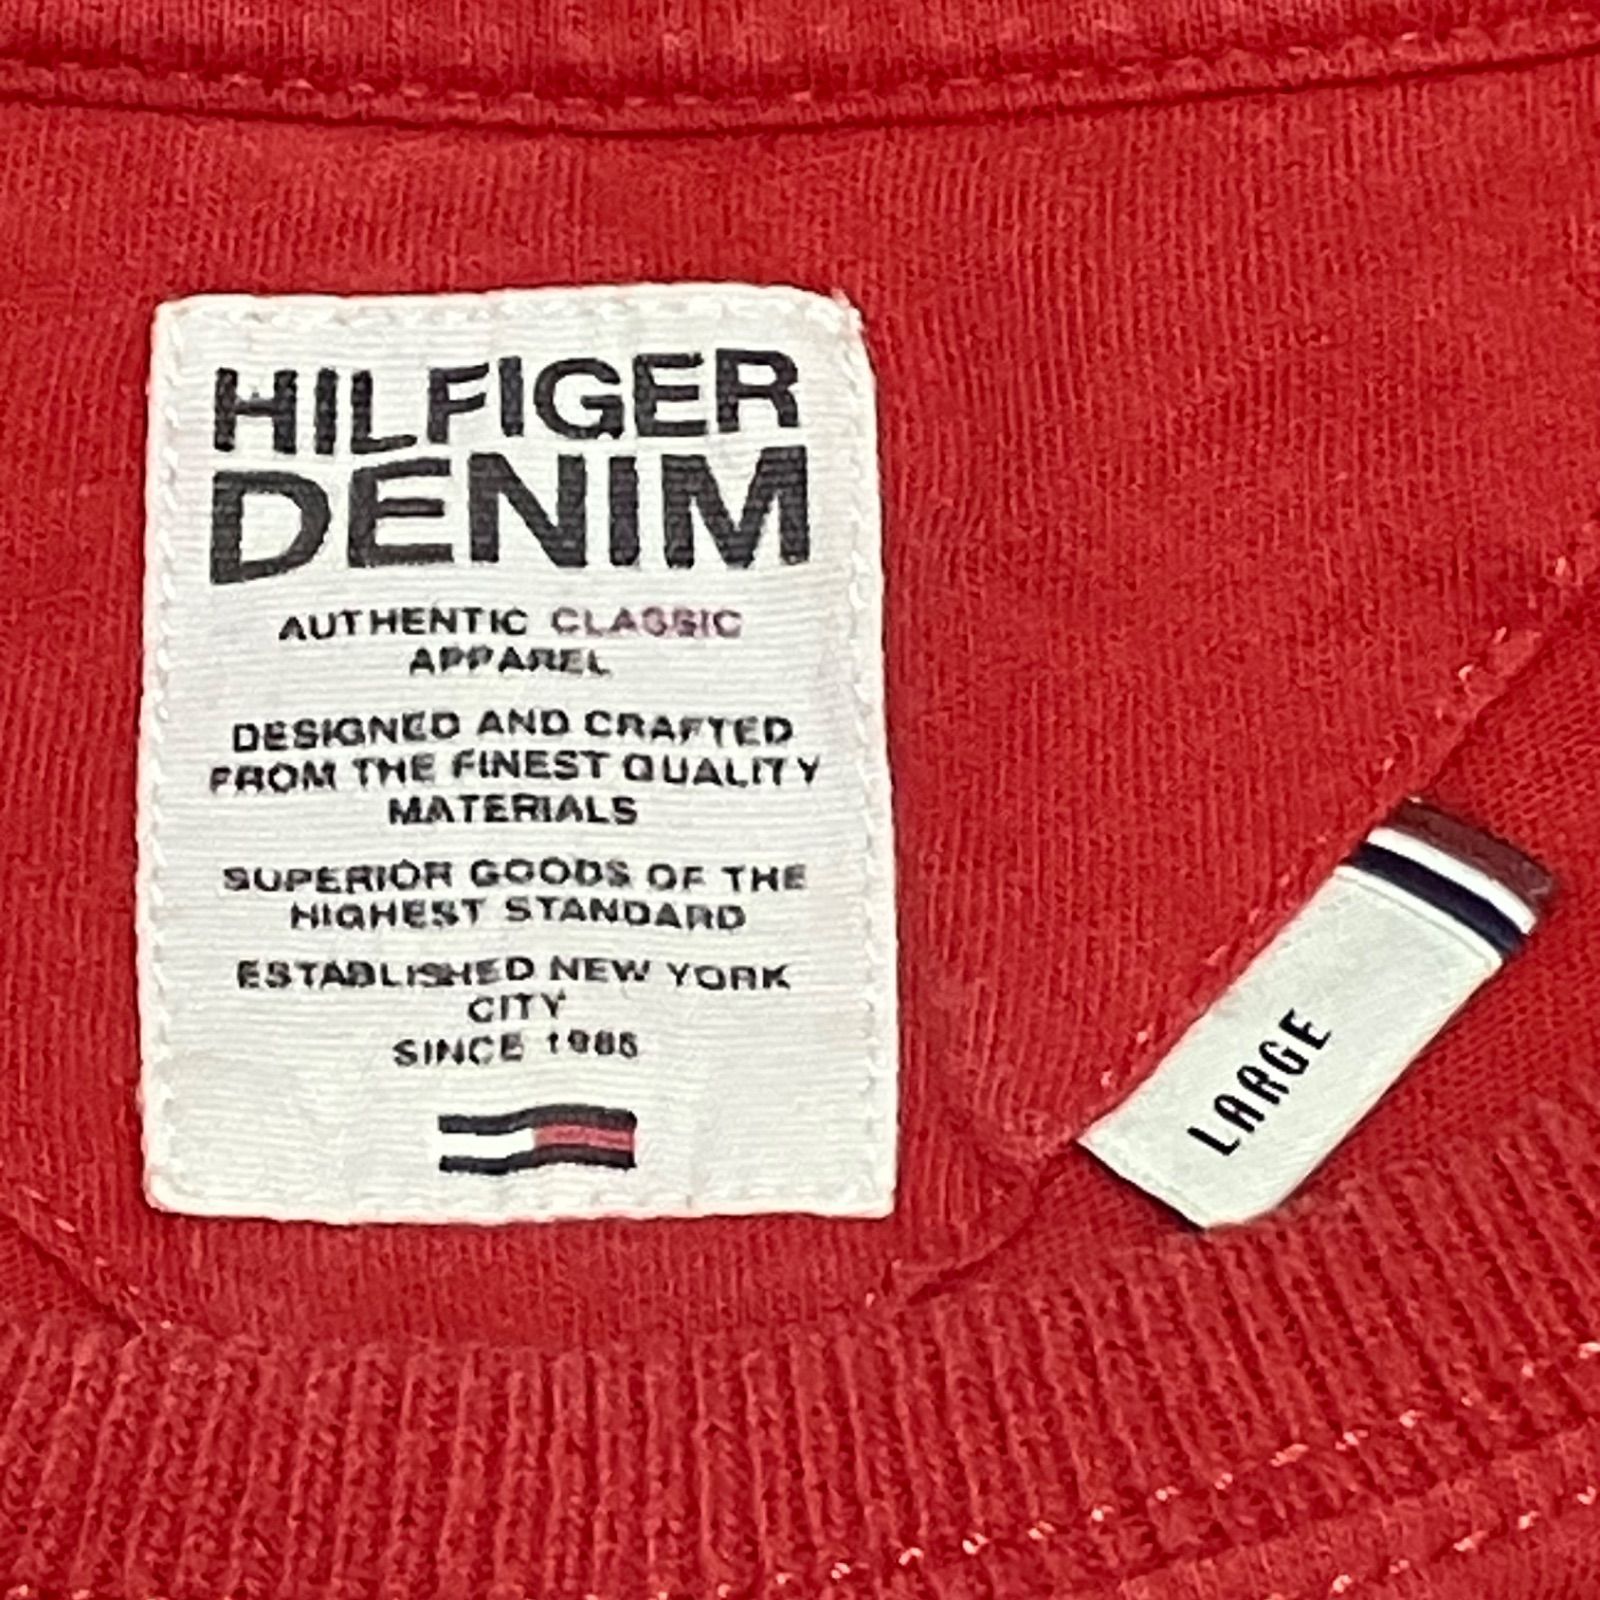 HILFIGER
DENIM
AUTHENTIC CLASSIC
APPAREL
DESIGNED AND CRAFTED
FROM THE FINEST QUALITY
MATERIALS
SUPERIOR GOODS OF THE
HIGHEST STANDARD
ESTABLISHED NEW YORK
CITY
SINCE 1985
LARGE